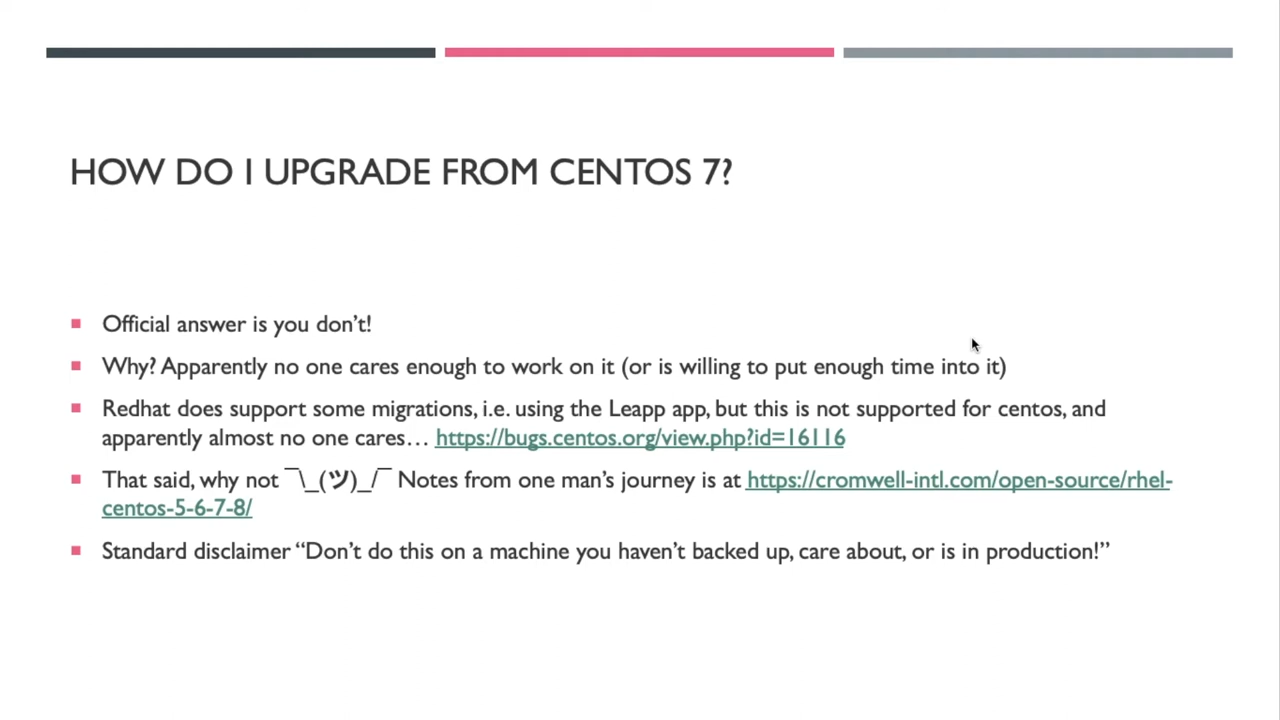 HOW DO I UPGRADE FROM CENTOS 7?
Official answer is you don’t!
Why? Apparently no one cares enough to work on it (or is willing to put enough time into it)
Redhat does support some migrations, i.e. using the Leapp app, but this is not supported for centos, and
apparently almost no one cares… https://bugs.centos.org/view.php?id=16116
That said, why not ¯\_(ツ)_/¯ Notes from one man’s journey is at https://cromwell-intl.com/open-source/rhel-
centos-5-6-7-8/
Standard disclaimer “Don’t do this on a machine you haven’t backed up, care about, or is in production!”